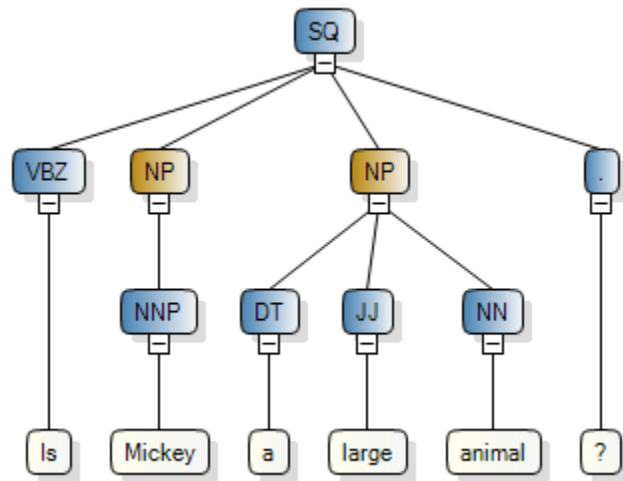 SQ
VBZ NP NP .
NNP DT JJ NN
Is Mickey a large animal ?